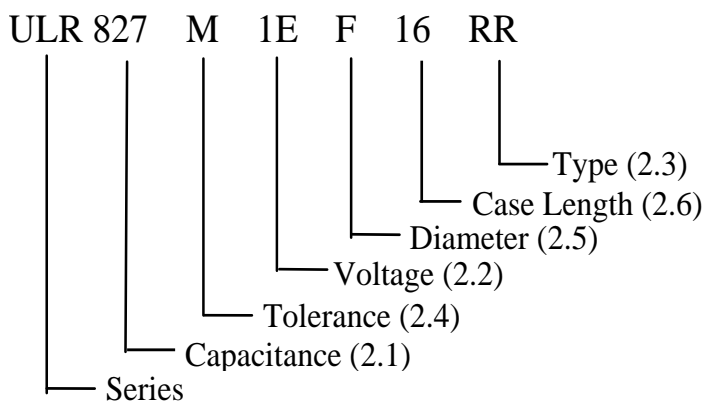 ULR 827 M 1E F 16 RR
Type (2.3)
Case Length (2.6)
Diameter (2.5)
Voltage (2.2)
Tolerance (2.4)
Capacitance (2.1)
Series